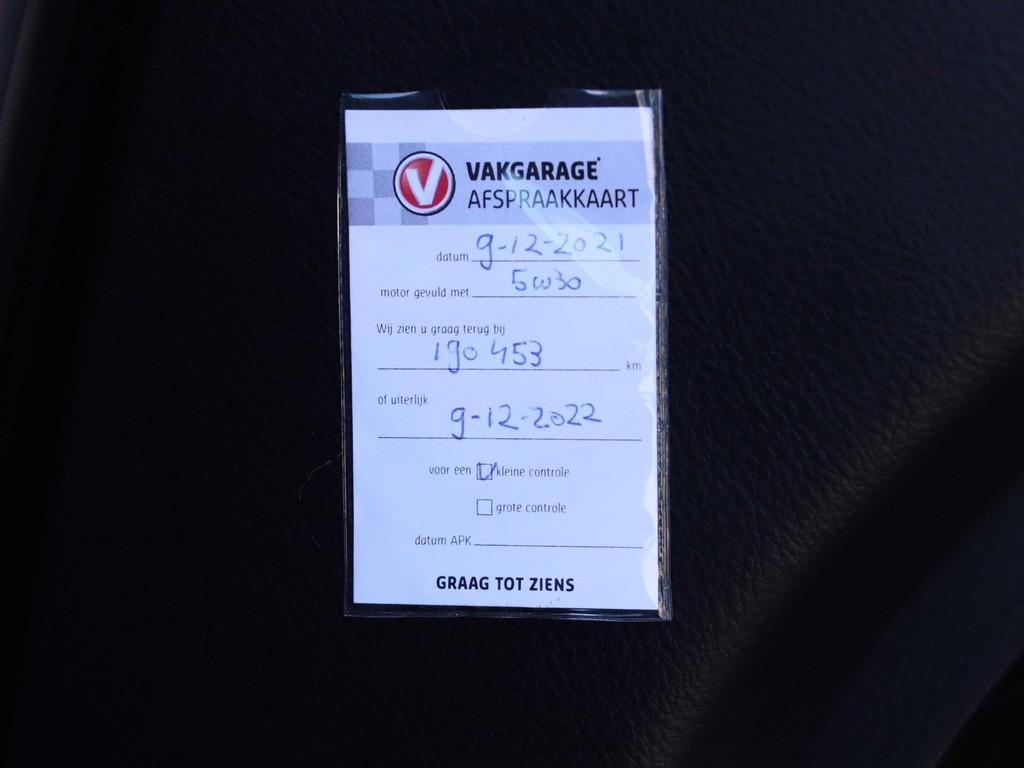 V VAKGARAGE
AFSPRAAKKAART
datum 9-12-2021
motor gevuld met 5w30
Wij zien u graag terug bij
190 453 km
of uiterlijk
9-12-2022
voor een kleine controle
grote controle
datum APK
GRAAG TOT ZIENS